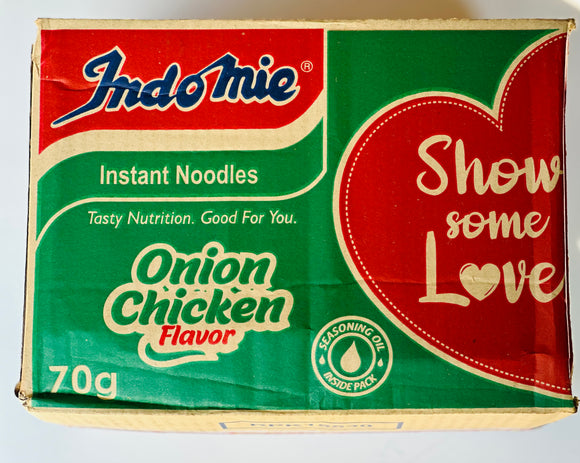 Indomie®
Instant Noodles
Tasty Nutrition. Good For You.
Onion
Chicken
Flavor
70g
SEASONING OIL
INSIDE PACK
Show
some
Love